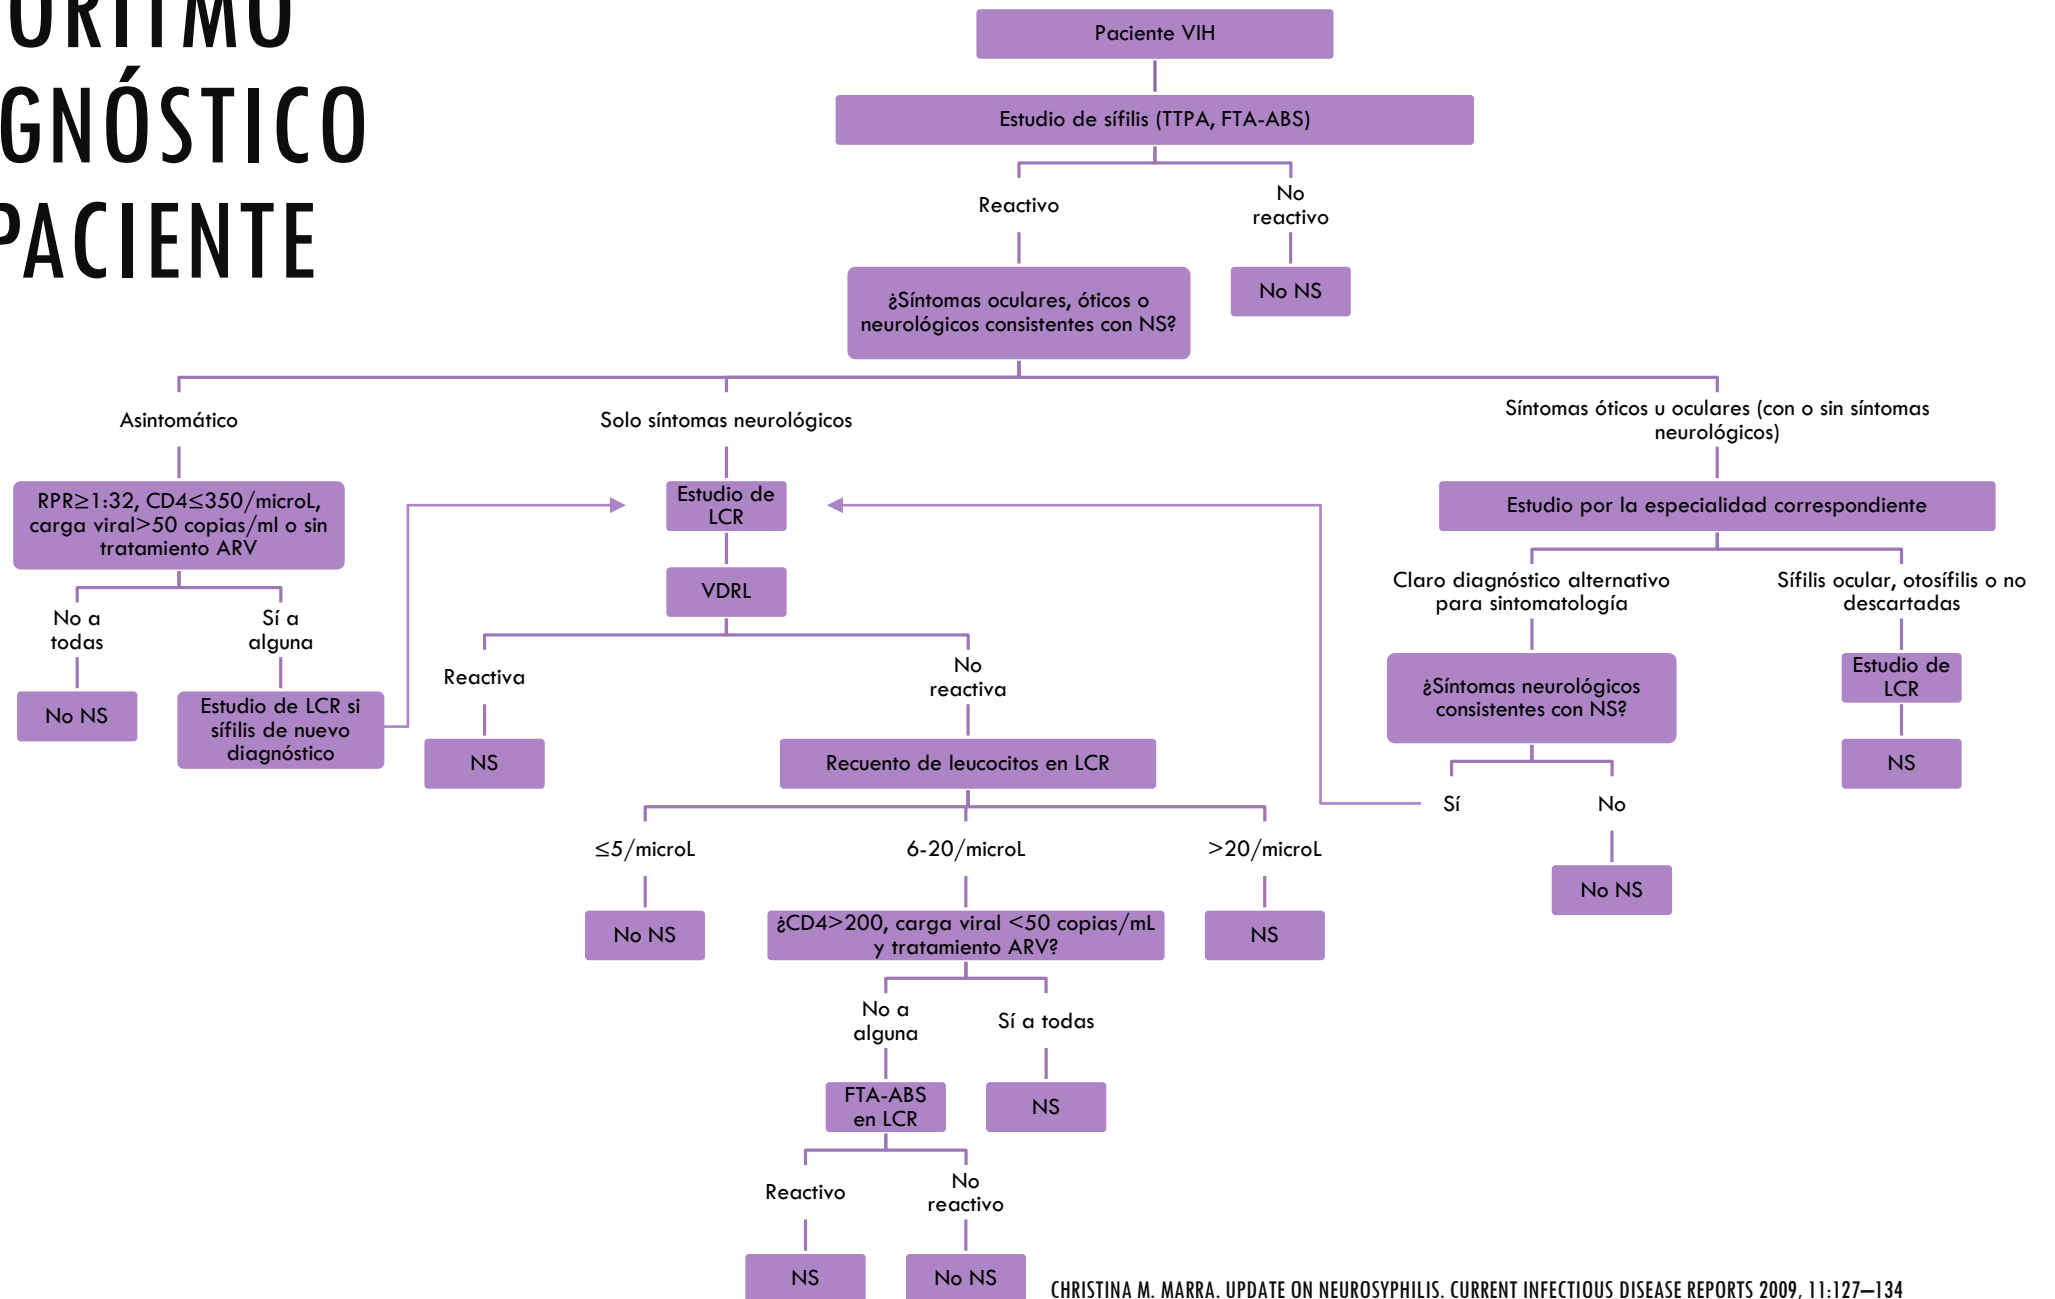 ORITMO
GNÓSTICO
PACIENTE
Paciente VIH
Estudio de sífilis (TTPA, FTA-ABS)
Reactivo
No
reactivo
¿Síntomas oculares, óticos o
neurológicos consistentes con NS?
No NS
Asintomático
Solo síntomas neurológicos
Síntomas óticos u oculares (con o sin síntomas
neurológicos)
RPR≥1:32, CD4≤350/microL,
carga viral>50 copias/ml o sin
tratamiento ARV
Estudio de
LCR
Estudio por la especialidad correspondiente
VDRL
Claro diagnóstico alternativo
para sintomatología
Sífilis ocular, otosífilis o no
descartadas
No a
todas
Sí a
alguna
Reactiva
No
reactiva
¿Síntomas neurológicos
consistentes con NS?
Estudio de
LCR
No NS
Estudio de LCR si
sífilis de nuevo
diagnóstico
NS
Recuento de leucocitos en LCR
NS
Sí
No
≤5/microL
6-20/microL
>20/microL
No NS
No NS
¿CD4>200, carga viral <50 copias/mL
y tratamiento ARV?
NS
No a
alguna
Sí a todas
FTA-ABS
en LCR
NS
Reactivo
No
reactivo
NS
No NS
CHRISTINA M. MARRA. UPDATE ON NEUROSYPHILIS. CURRENT INFECTIOUS DISEASE REPORTS 2009, 11:127–134